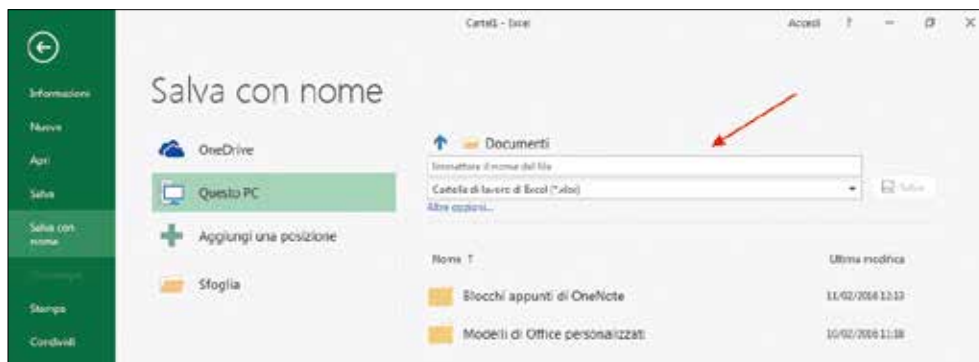 Cartel1 - Excel
Accedi ? – X
Informazioni
Nuovo
Apri
Salva
Salva con
nome
Stampa
Condividi
Salva con nome
OneDrive
Questo PC
Aggiungi una posizione
Sfoglia
Documenti
Immettere il nome del file
Cartella di lavoro di Excel (*.xlsx)
Salva
Altre opzioni...
Nome ↑
Ultima modifica
Blocchi appunti di OneNote
11/02/2016 12:13
Modelli di Office personalizzati
10/02/2016 11:18